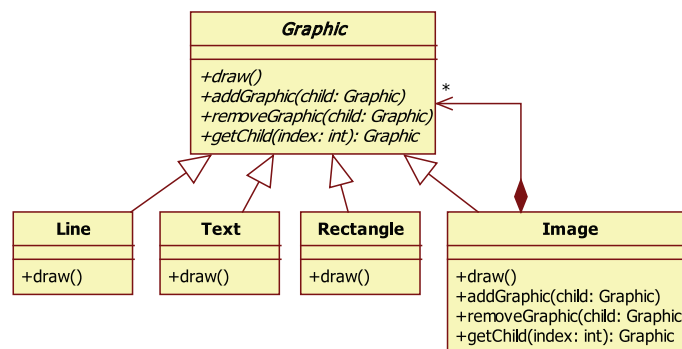 Graphic
+draw()
+addGraphic(child: Graphic)
+removeGraphic(child: Graphic)
+getChild(index: int): Graphic
*
Line
+draw()
Text
+draw()
Rectangle
+draw()
Image
+draw()
+addGraphic(child: Graphic)
+removeGraphic(child: Graphic
+getChild(index: int): Graphic